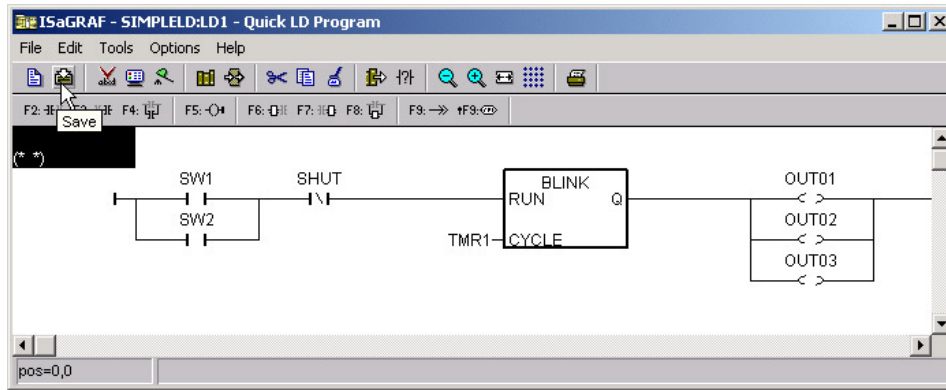 ISaGRAF - SIMPLELD:LD1 - Quick LD Program
File Edit Tools Options Help
F2: F4: F5: F6: F7: F8: F9: F9:
Save
(* *)
SW1 SHUT BLINK OUT01
RUN Q
SW2 OUT02
TMR1 CYCLE
OUT03
pos=0,0